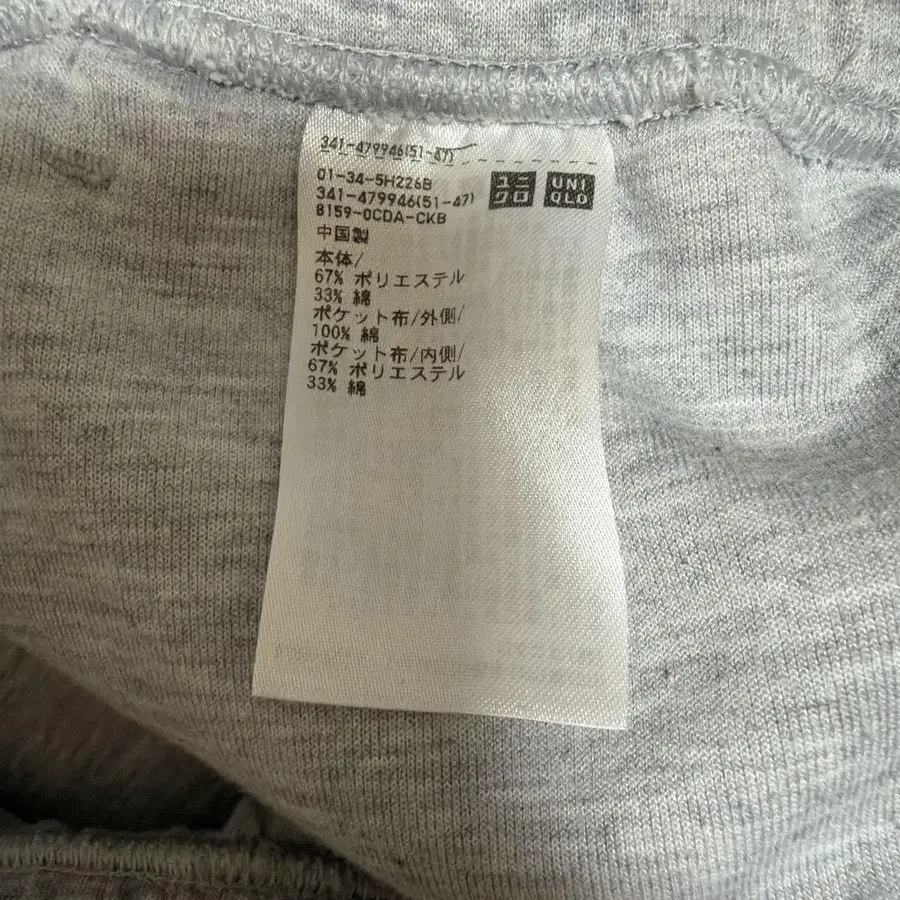 341-479946(51-47)
01-34-5H226B
341-479946(51-47)
8159-0CDA-CKB
ユニ
クロ
UNI
QLO
中国製
本体/
67% ポリエステル
33% 綿
ポケット布/外側/
100% 綿
ポケット布/内側/
67% ポリエステル
33% 綿